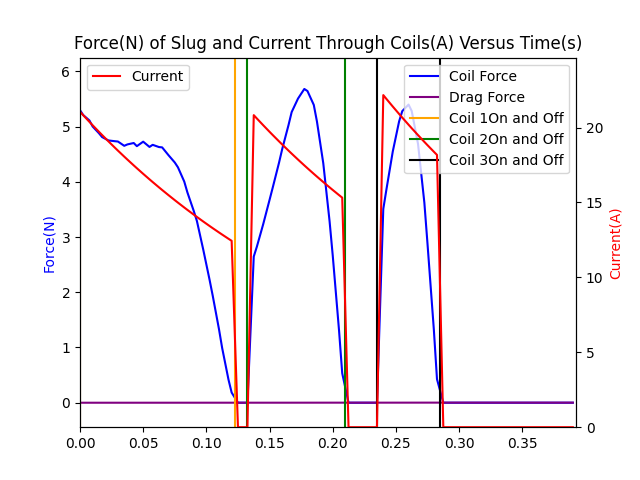 Force(N) of Slug and Current Through Coils(A) Versus Time(s)
Current
Coil Force
Drag Force
Coil 1On and Off
Coil 2On and Off
Coil 3On and Off
Force(N)
6
5
4
3
2
1
0
Current(A)
20
15
10
5
0
0.00 0.05 0.10 0.15 0.20 0.25 0.30 0.35